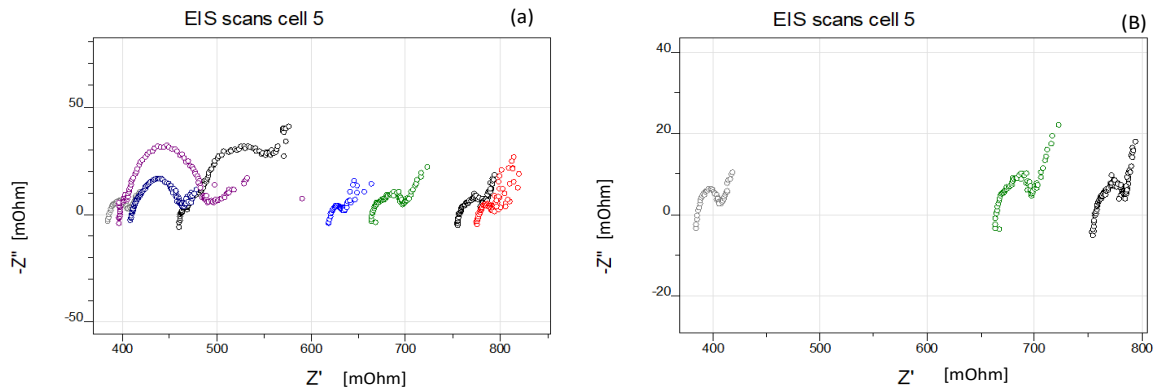 EIS scans cell 5
(a)
50
0
-50
-Z" [mOhm]
400 500 600 700 800
Z' [mOhm]
EIS scans cell 5
(B)
40
20
0
-20
-Z" [mOhm]
400 500 600 700 800
Z' [mOhm]